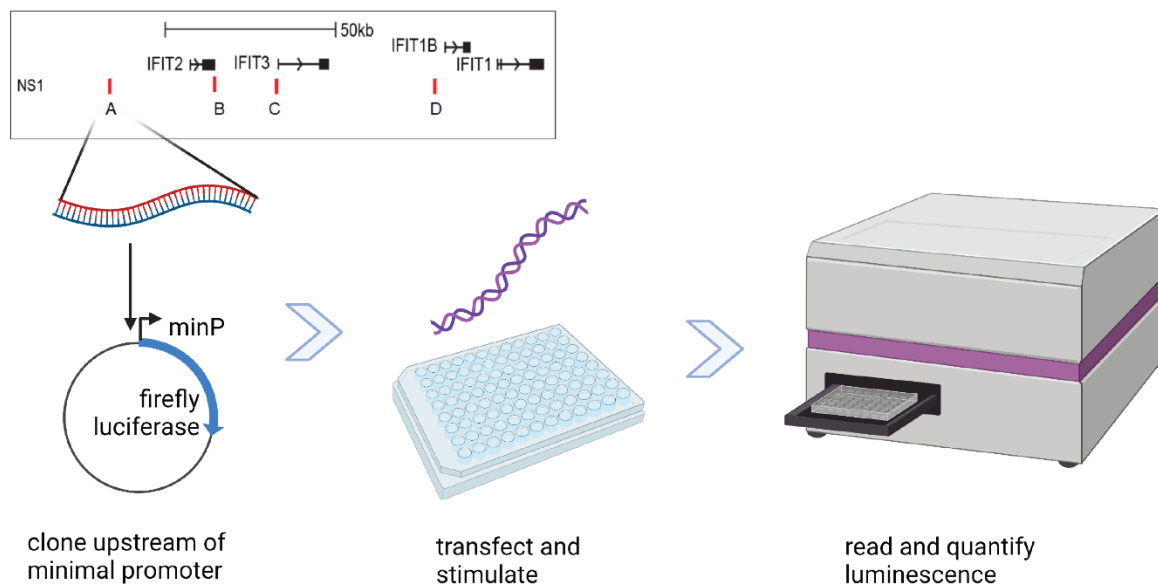 50kb
IFIT1B
IFIT2 IFIT3 IFIT1
NS1
A B C D
minP
firefly
luciferase
clone upstream of
minimal promoter
transfect and
stimulate
read and quantify
luminescence